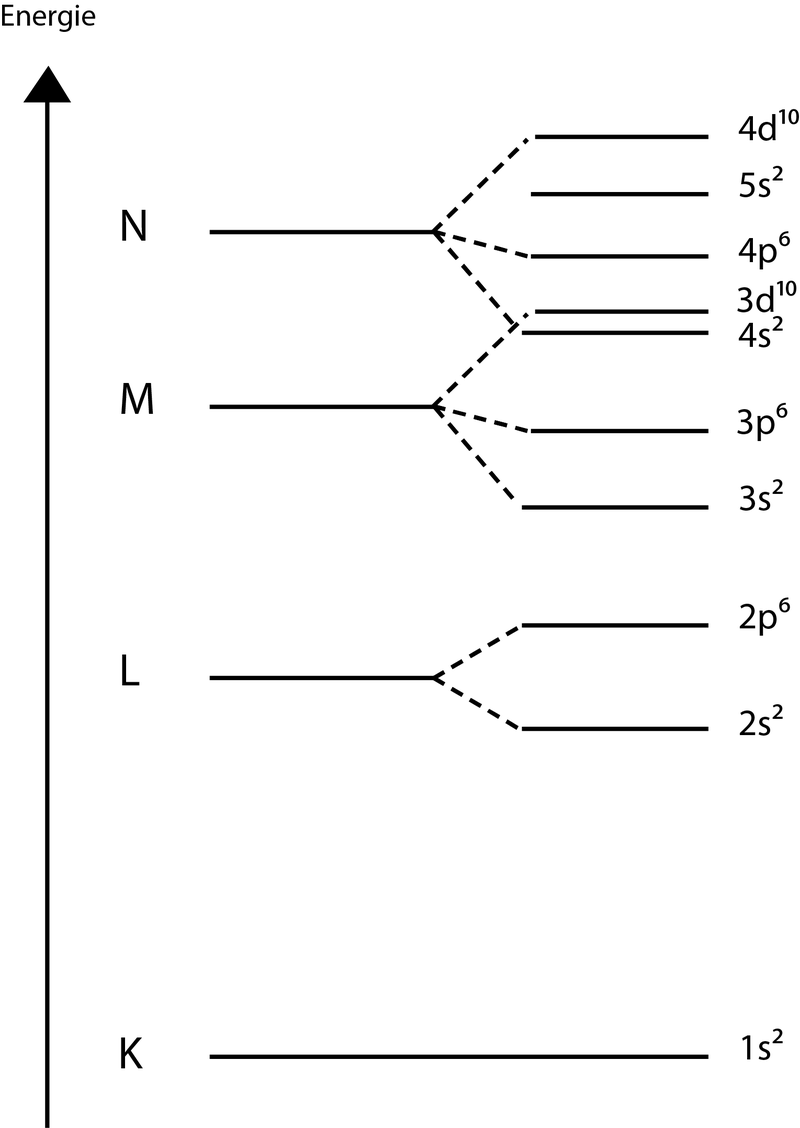 Energie
4d¹⁰
5s²
N
4p⁶
3d¹⁰
4s²
M
3p⁶
3s²
2p⁶
L
2s²
K
1s²